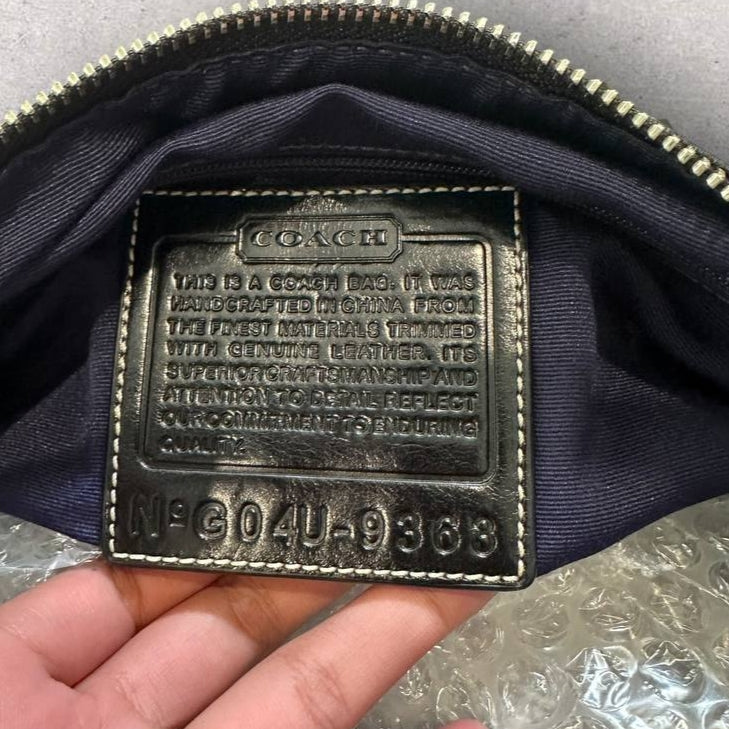 COACH
THIS IS A COACH BAG. IT WAS
HANDCRAFTED IN CHINA FROM
THE FINEST MATERIALS TRIMMED
WITH GENUINE LEATHER. ITS
SUPERIOR CRAFTSMANSHIP AND
ATTENTION TO DETAIL REFLECT
OUR COMMITMENT TO ENDURING
QUALITY.
Nº G04U-9368